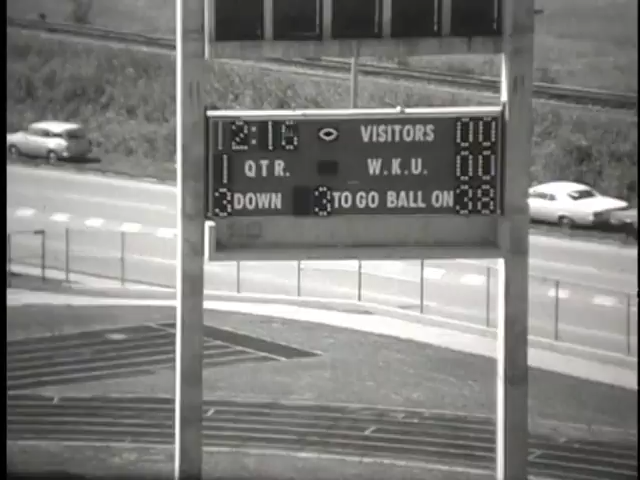 12:16 VISITORS 00
1 QTR. W.K.U. 00
3 DOWN 3 TO GO BALL ON 38